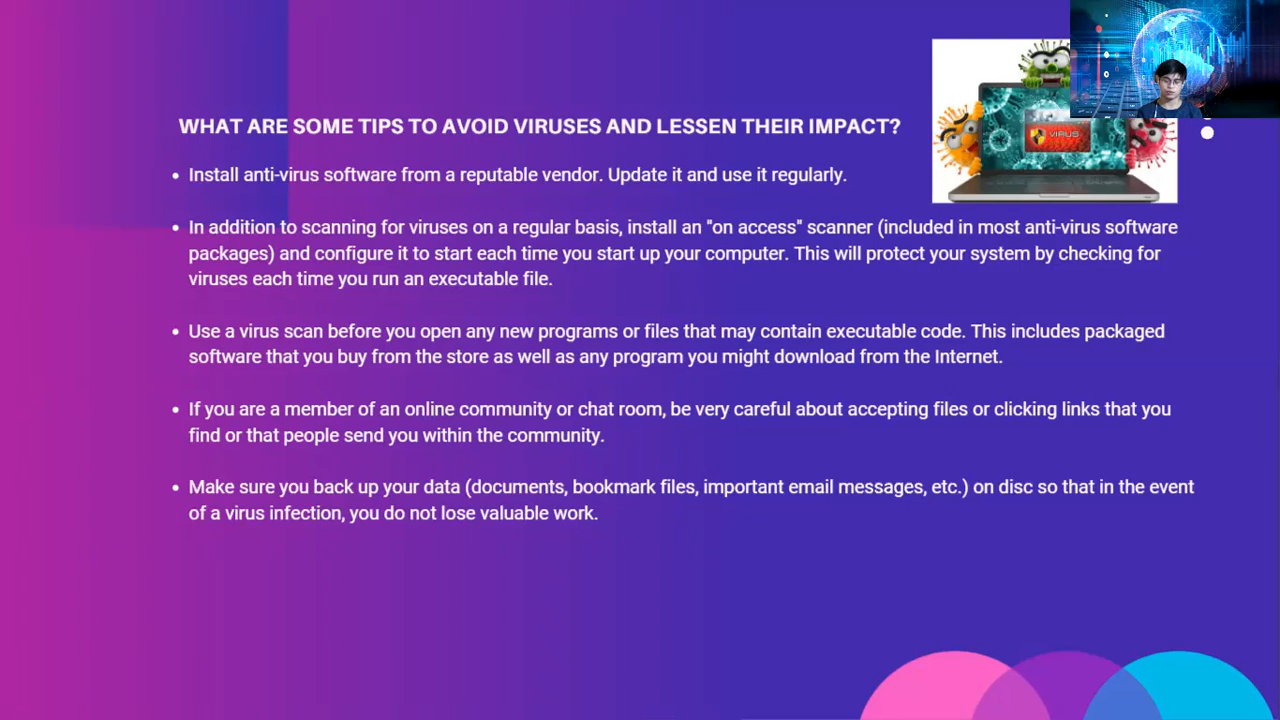 WHAT ARE SOME TIPS TO AVOID VIRUSES AND LESSEN THEIR IMPACT?
VIRUS
• Install anti-virus software from a reputable vendor. Update it and use it regularly.
• In addition to scanning for viruses on a regular basis, install an "on access" scanner (included in most anti-virus software
packages) and configure it to start each time you start up your computer. This will protect your system by checking for
viruses each time you run an executable file.
• Use a virus scan before you open any new programs or files that may contain executable code. This includes packaged
software that you buy from the store as well as any program you might download from the Internet.
• If you are a member of an online community or chat room, be very careful about accepting files or clicking links that you
find or that people send you within the community.
• Make sure you back up your data (documents, bookmark files, important email messages, etc.) on disc so that in the event
of a virus infection, you do not lose valuable work.